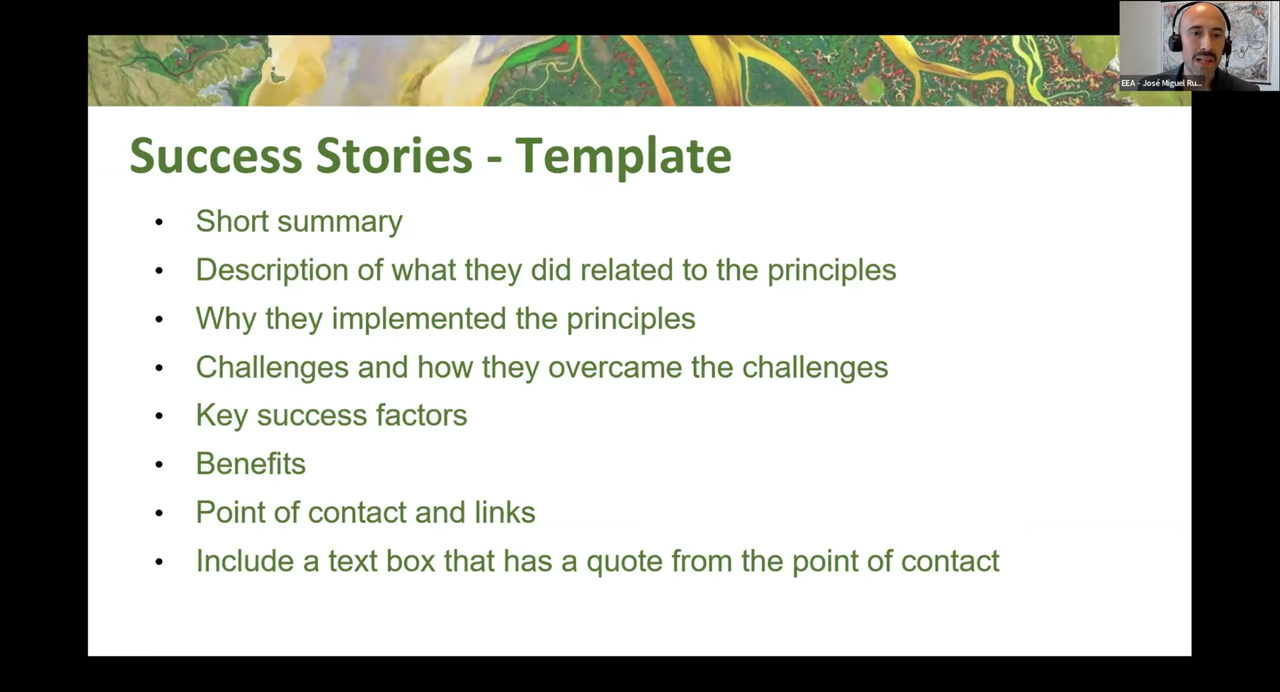 EEA - José Miguel Ru...
Success Stories - Template
• Short summary
• Description of what they did related to the principles
• Why they implemented the principles
• Challenges and how they overcame the challenges
• Key success factors
• Benefits
• Point of contact and links
• Include a text box that has a quote from the point of contact